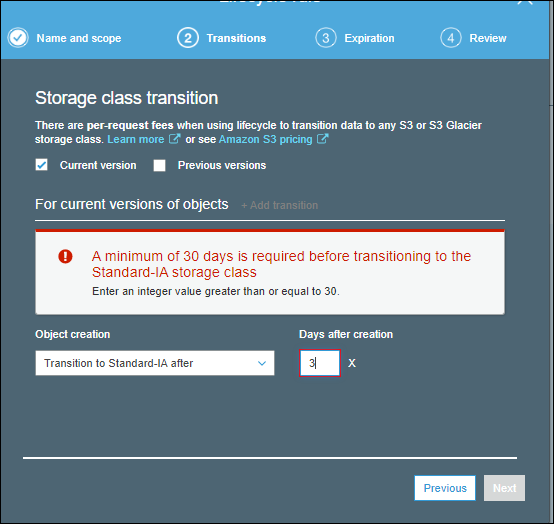 Lifecycle rule
Name and scope
2 Transitions
3 Expiration
4 Review
Storage class transition
There are per-request fees when using lifecycle to transition data to any S3 or S3 Glacier
storage class. Learn more or see Amazon S3 pricing
Current version
Previous versions
For current versions of objects + Add transition
A minimum of 30 days is required before transitioning to the
Standard-IA storage class
Enter an integer value greater than or equal to 30.
Object creation
Days after creation
Transition to Standard-IA after
3
X
Previous
Next